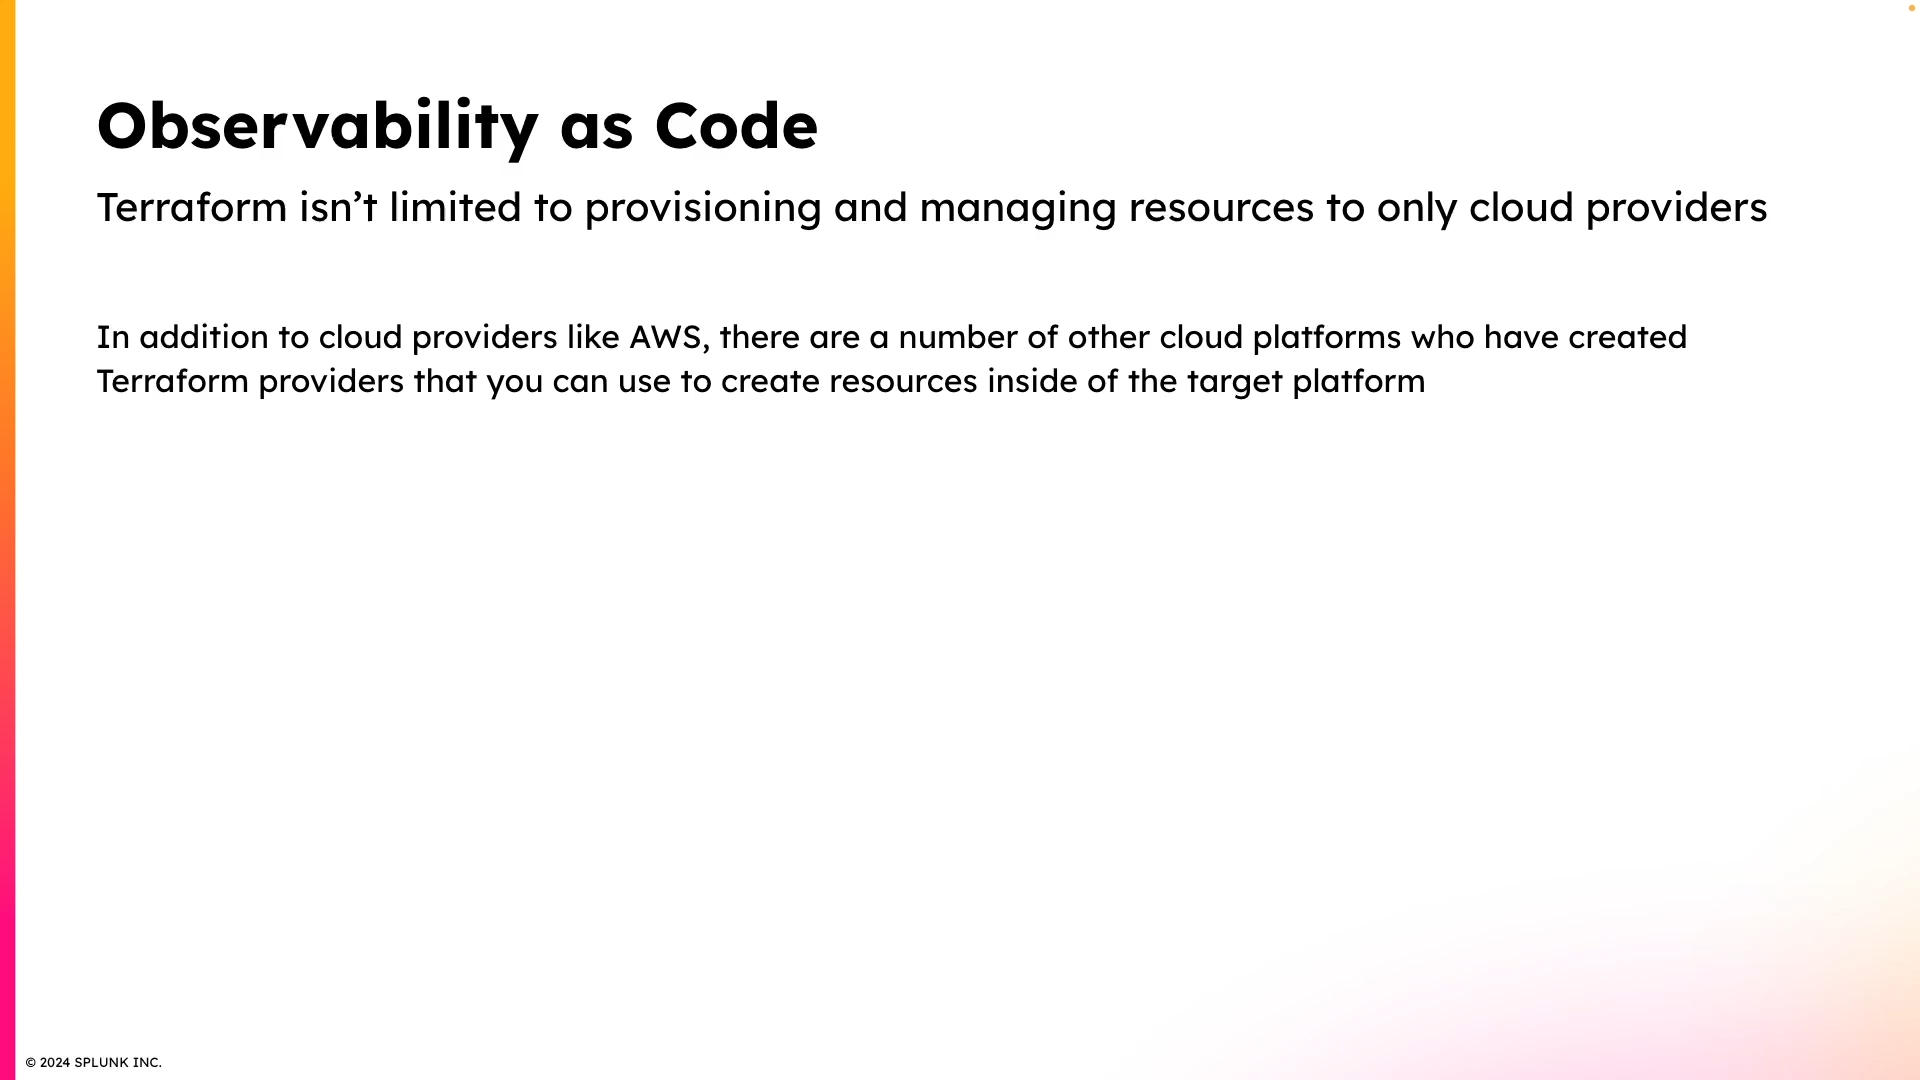 Observability as Code
Terraform isn’t limited to provisioning and managing resources to only cloud providers
In addition to cloud providers like AWS, there are a number of other cloud platforms who have created
Terraform providers that you can use to create resources inside of the target platform
© 2024 SPLUNK INC.